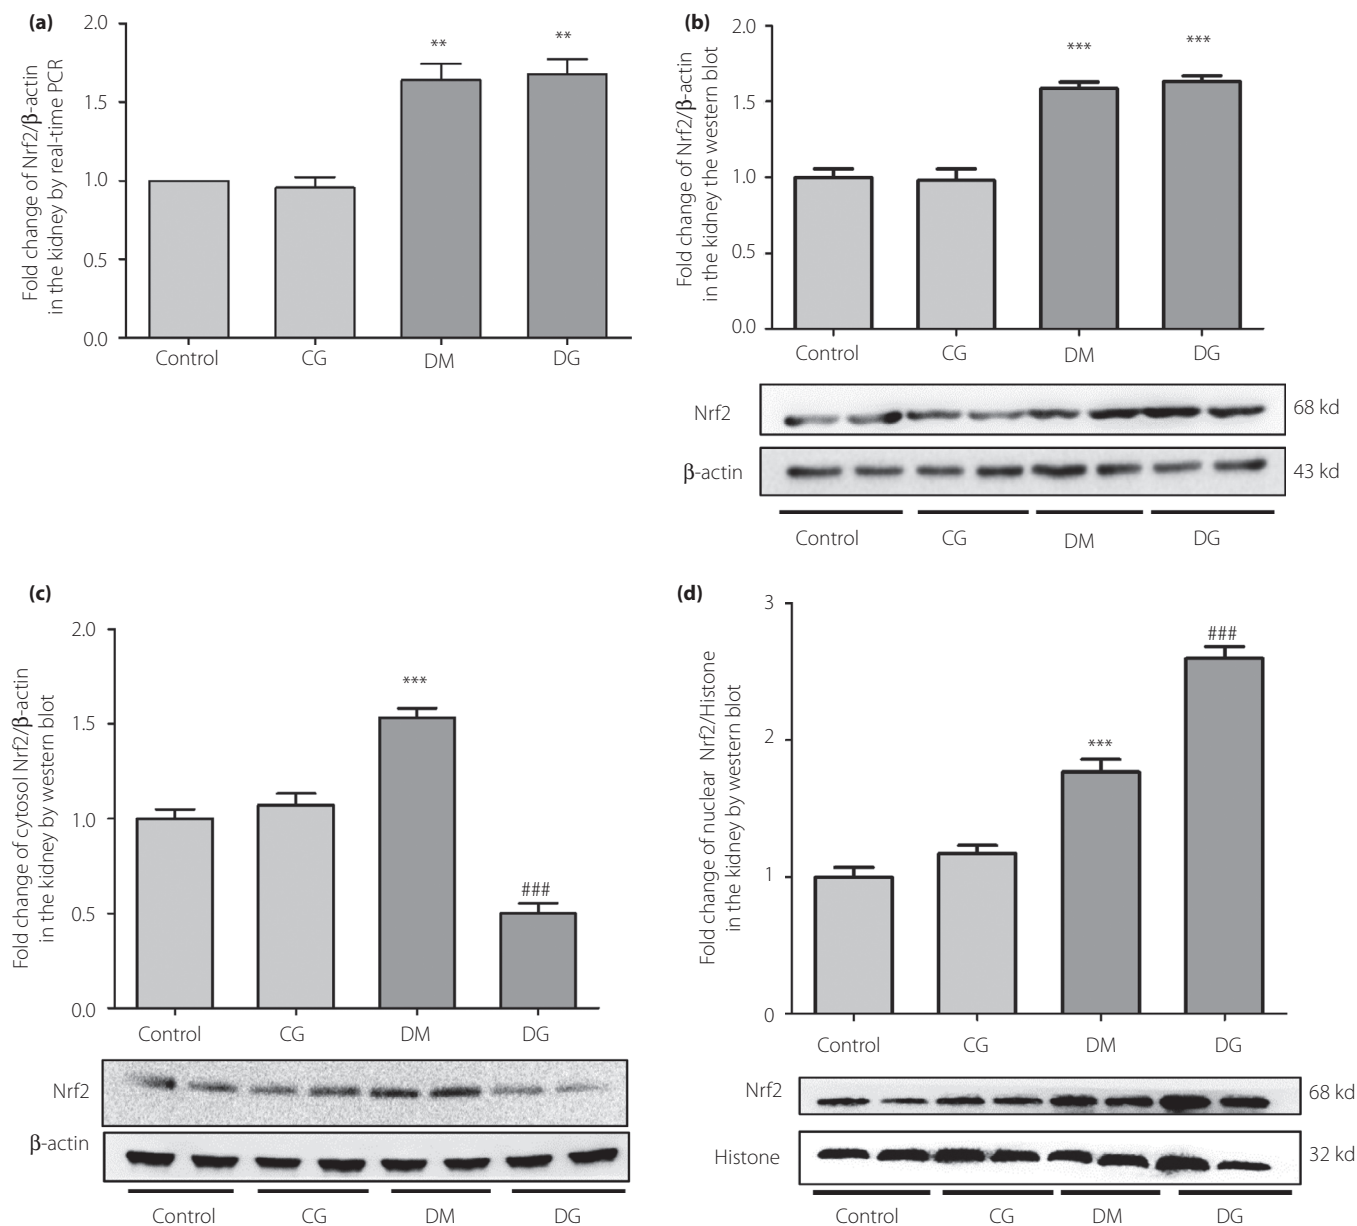 (a)
Fold change of Nrf2/β-actin
in the kidney by real-time PCR
2.0
1.5
1.0
0.5
0.0
**
**
Control
CG
DM
DG
(b)
Fold change of Nrf2/β-actin
in the kidney the western blot
2.0
1.5
1.0
0.5
0.0
***
***
Control
CG
DM
DG
Nrf2
68 kd
β-actin
43 kd
Control
CG
DM
DG
(c)
Fold change of cytosol Nrf2/β-actin
in the kidney by western blot
2.0
1.5
1.0
0.5
0.0
***
###
Control
CG
DM
DG
Nrf2
β-actin
Control
CG
DM
DG
(d)
Fold change of nuclear Nrf2/Histone
in the kidney by western blot
3
2
1
0
***
###
Control
CG
DM
DG
Nrf2
68 kd
Histone
32 kd
Control
CG
DM
DG